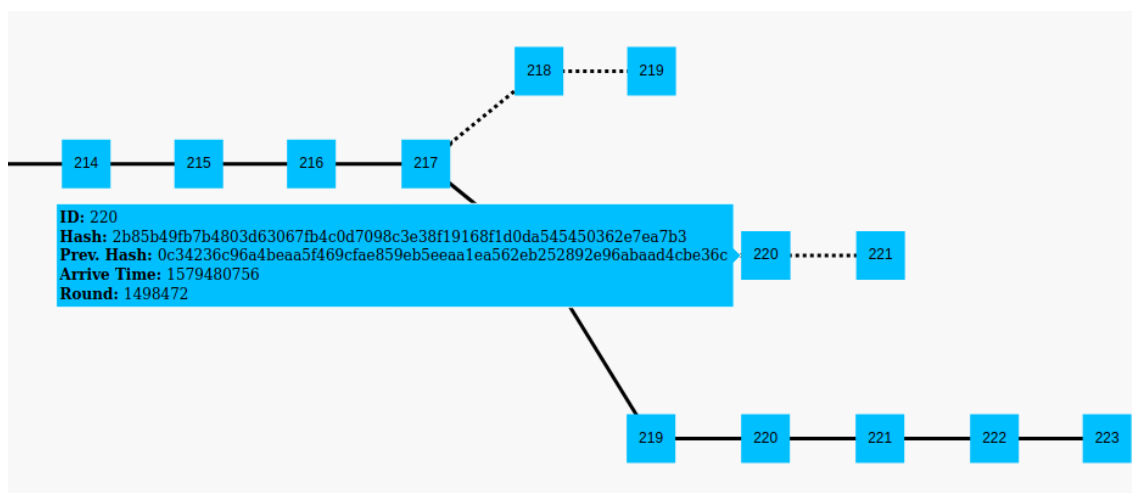 218 219
214 215 216 217
ID: 220
Hash: 2b85b49fb7b4803d63067fb4c0d7098c3e38f19168f1d0da545450362e7ea7b3
Prev. Hash: 0c34236c96a4beaa5f469cfae859eb5eeaa1ea562eb252892e96abaad4cbe36c
Arrive Time: 1579480756
Round: 1498472
220 221
219 220 221 222 223